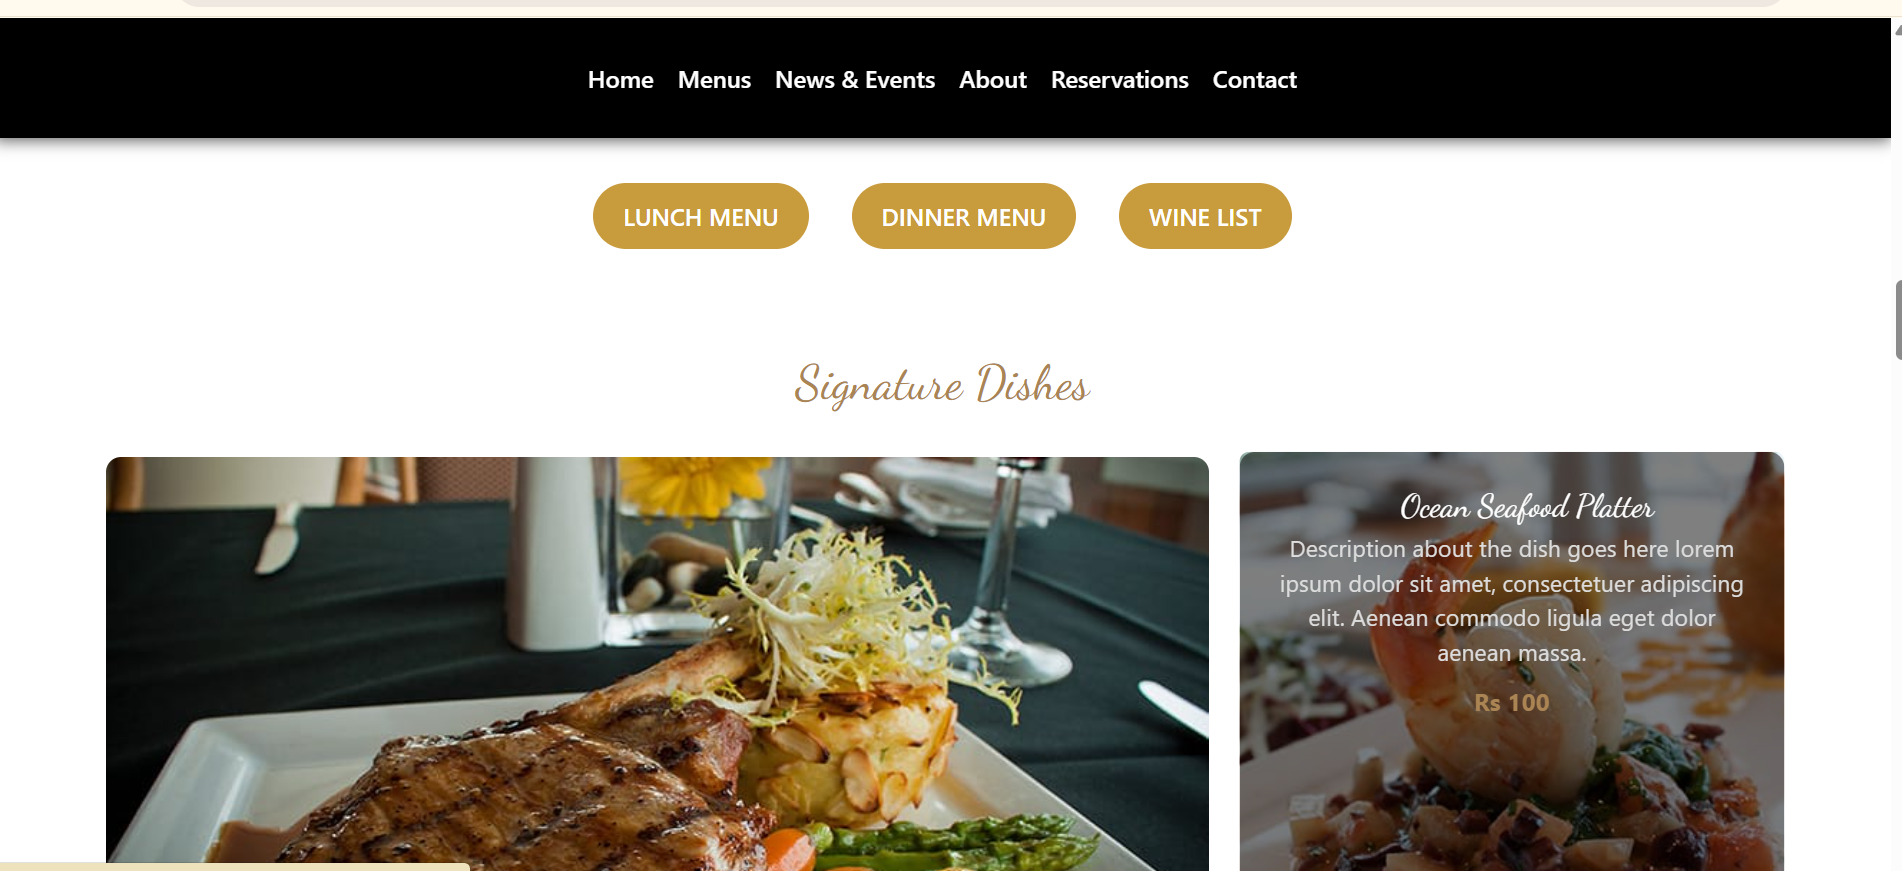 Home Menus News & Events About Reservations Contact
LUNCH MENU DINNER MENU WINE LIST
Signature Dishes
Ocean Seafood Platter
Description about the dish goes here lorem
ipsum dolor sit amet, consectetuer adipiscing
elit. Aenean commodo ligula eget dolor
aenean massa.
Rs 100